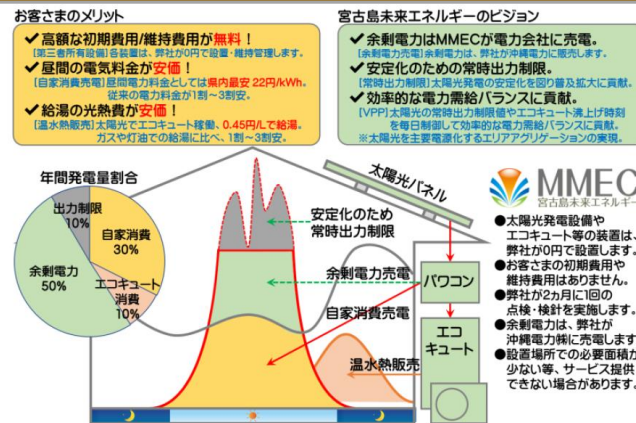 お客さまのメリット
✔高額な初期費用/維持費用が無料！
[第三者所有設備]各装置は、弊社が0円で設置・維持管理します。
✔昼間の電気料金が安価！
[自家消費売電]昼間電力料金としては県内最安 22円/kWh。
従来の電力料金が1割～3割安。
✔給湯の光熱費が安価！
[温水熱販売]太陽光でエコキュート稼働、0.45円/Lで給湯。
ガスや灯油での給湯に比べ、1割～3割安。
宮古島未来エネルギーのビジョン
✔余剰電力はMMECが電力会社に売電。
[余剰電力売電]余剰電力は、弊社が沖縄電力に販売します。
✔安定化のための常時出力制限。
[常時出力制限]太陽光発電の安定化を図り普及拡大に貢献。
✔効率的な電力需給バランスに貢献。
[VPP]太陽光の常時出力制限値やエコキュート沸上げ時刻
を毎日制御して効率的な電力需給バランスに貢献。
※太陽光を主要電源化するエリアアグリゲーションの実現。
年間発電量割合
出力制限
10%
自家消費
30%
余剰電力
50%
エコキュート
消費
10%
安定化のため
常時出力制限
余剰電力売電
自家消費売電
温水熱販売
太陽光パネル
パワコン
エコ
キュート
MMEC
宮古島未来エネルギー
●太陽光発電設備や
エコキュート等の装置は、
弊社が0円で設置します。
●お客さまの初期費用や
維持費用はありません。
●弊社が2ヵ月に1回の
点検・検針を実施します。
●余剰電力は、弊社が
沖縄電力㈱に売電します
●設置場所での必要面積が
少ない等、サービス提供
できない場合があります。